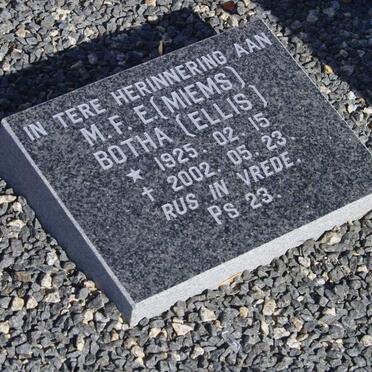 IN TERE HERINNERING AAN
M. F. E. (MIEMS).
BOTHA (ELLIS)
★ 1925. 02. 15
✝ 2002. 05. 23.
RUS IN VREDE.
PS 23.